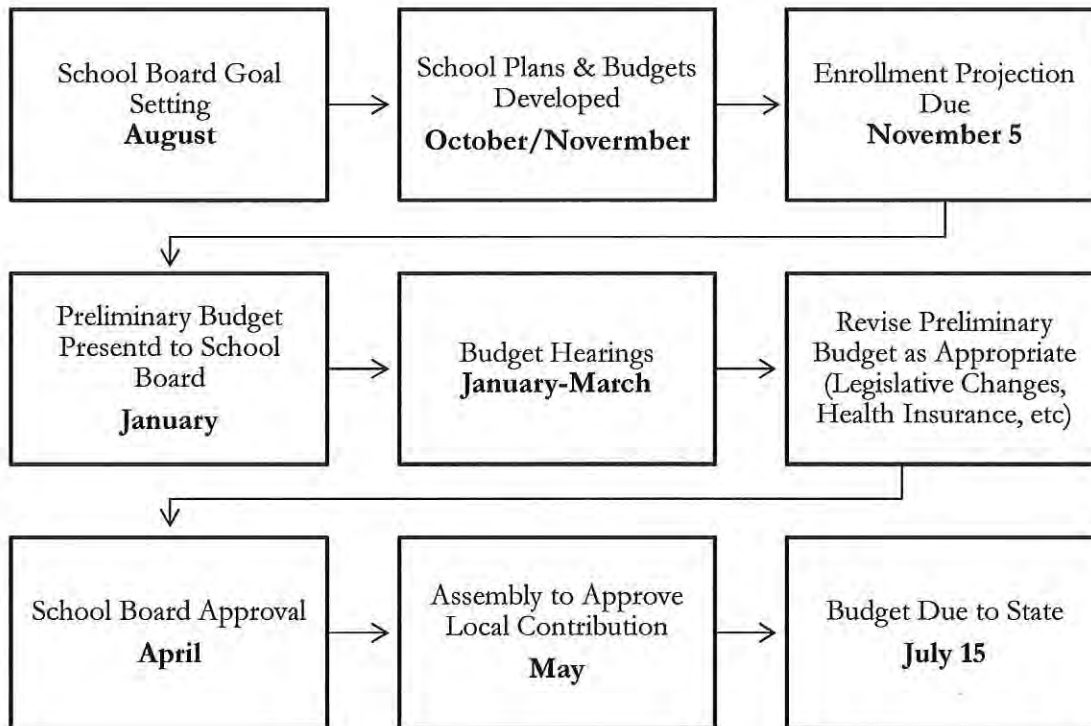 School Board Goal
Setting
August
School Plans & Budgets
Developed
October/Novermber
Enrollment Projection
Due
November 5
Preliminary Budget
Presentd to School
Board
January
Budget Hearings
January-March
Revise Preliminary
Budget as Appropriate
(Legislative Changes,
Health Insurance, etc)
School Board Approval
April
Assembly to Approve
Local Contribution
May
Budget Due to State
July 15